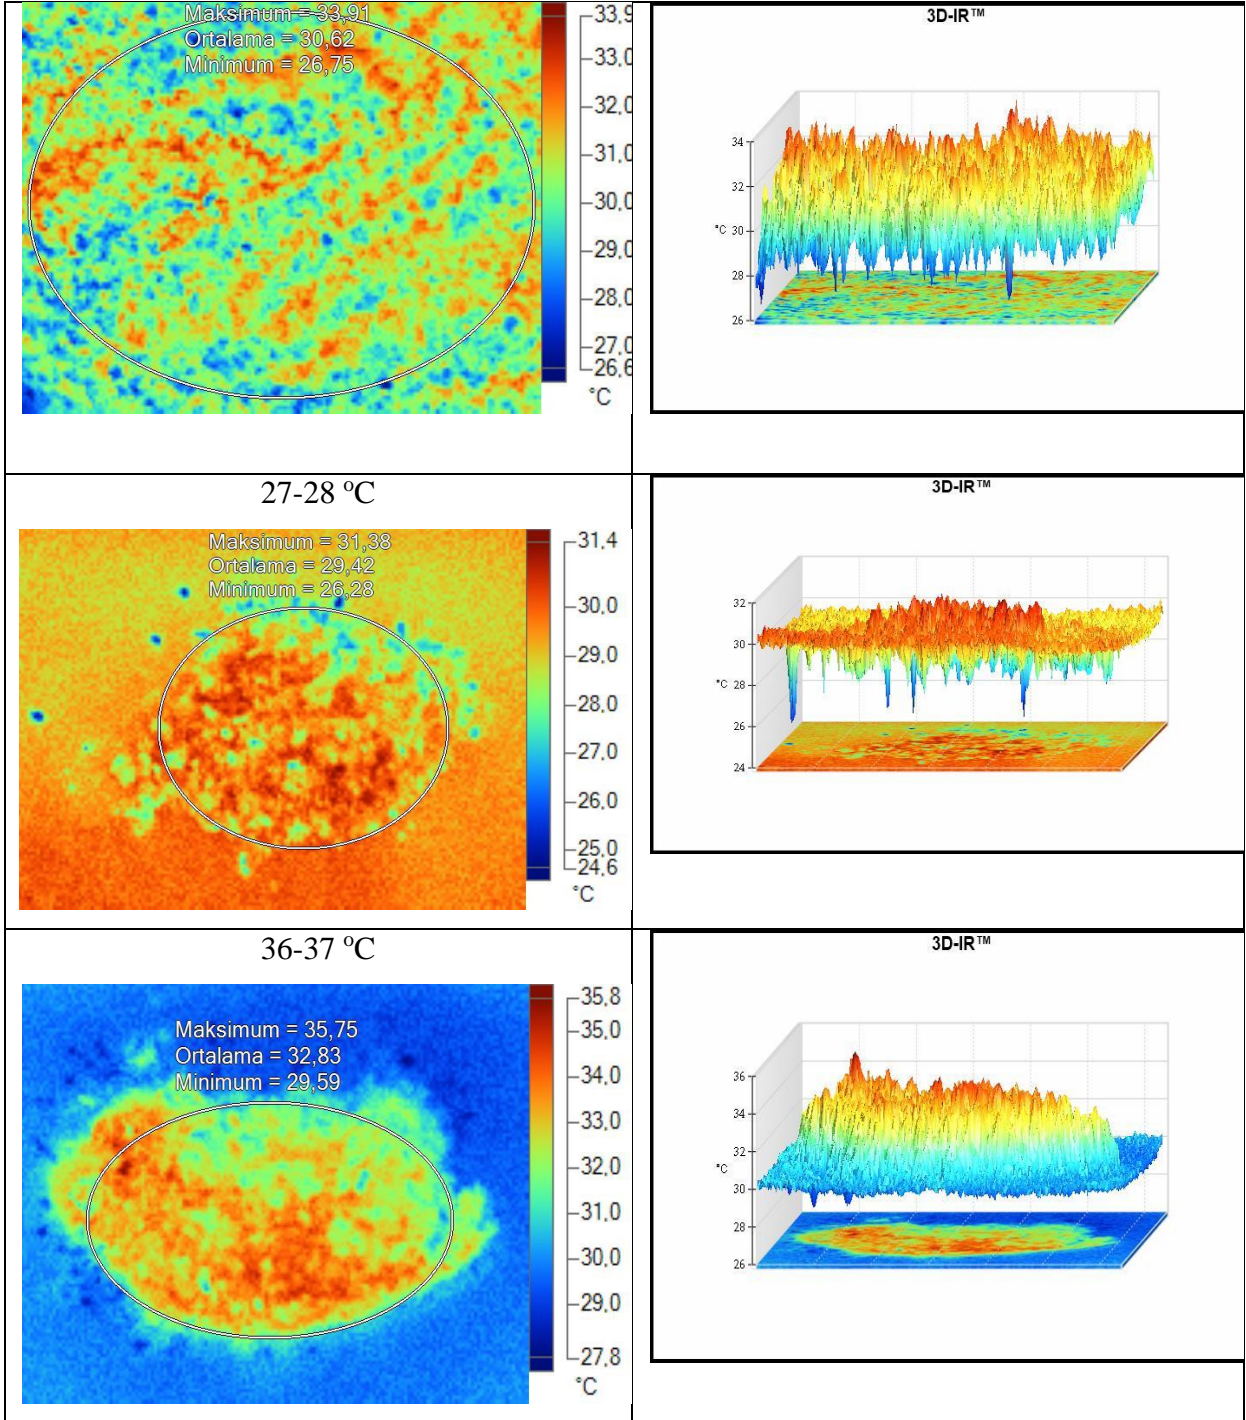 Maksimum = 33,91
Ortalama = 30,62
Minimum = 26,75
33,9
33,0
32,0
31,0
30,0
29,0
28,0
27,0
26,6
°C
3D-IR™
34
32
°C 30
28
26
27-28 °C
Maksimum = 31,38
Ortalama = 29,42
Minimum = 26,28
31.4
30,0
29,0
28,0
27,0
26,0
25,0
24,6
°C
3D-IR™
32
30
°C 28
26
24
36-37 °C
Maksimum = 35,75
Ortalama = 32,83
Minimum = 29,59
35,8
35,0
34,0
33,0
32,0
31,0
30,0
29,0
27,8
°C
3D-IR™
36
34
32
°C
30
28
26